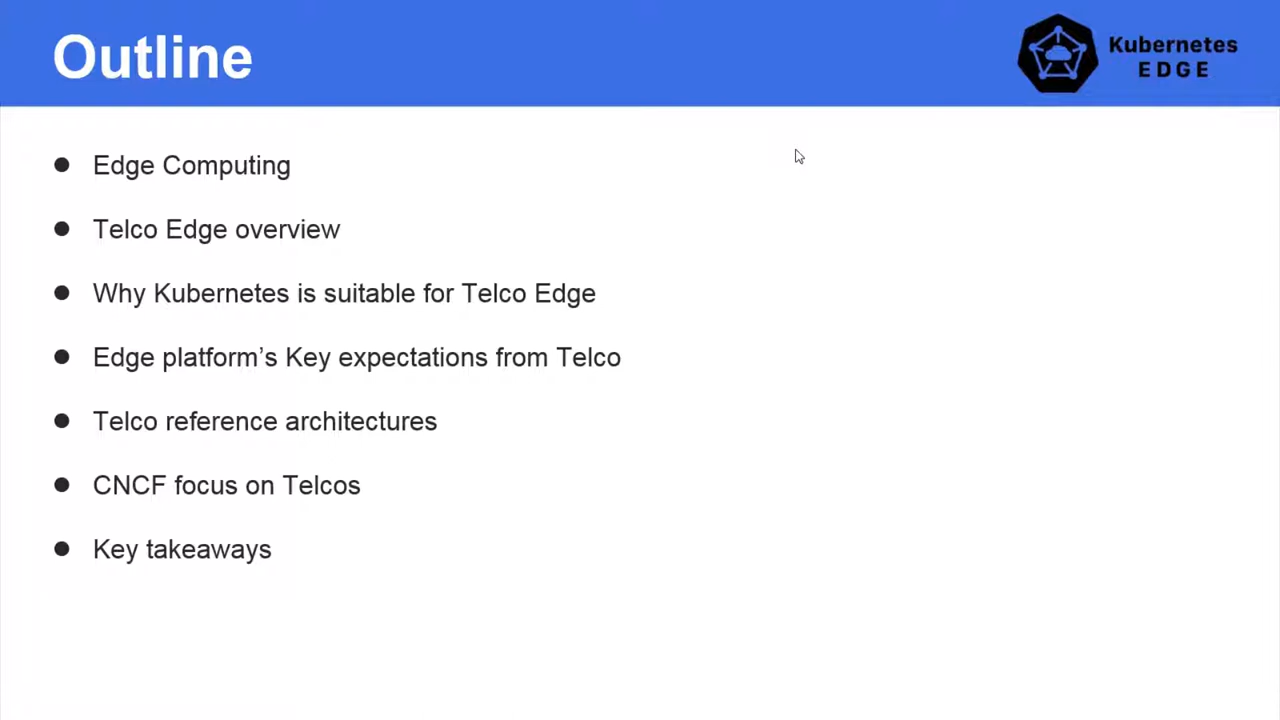 Outline
Kubernetes
EDGE
Edge Computing
Telco Edge overview
Why Kubernetes is suitable for Telco Edge
Edge platform’s Key expectations from Telco
Telco reference architectures
CNCF focus on Telcos
Key takeaways